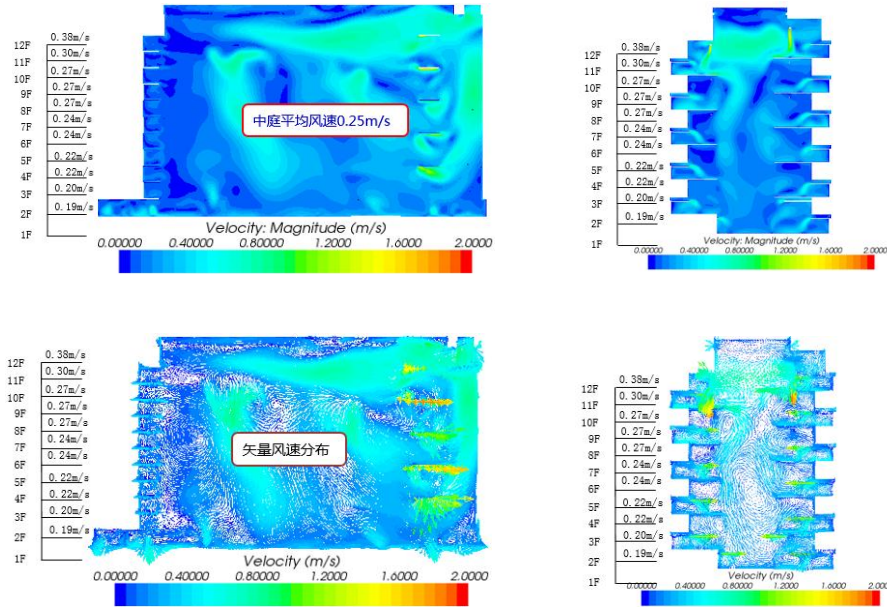 0.38m/s
12F
0.30m/s
11F
0.27m/s
10F
0.27m/s
9F
0.27m/s
8F
0.24m/s
7F
0.24m/s
6F
0.22m/s
5F
0.22m/s
4F
0.20m/s
3F
0.19m/s
2F
1F
中庭平均风速0.25m/s
Velocity: Magnitude (m/s)
0.00000 0.40000 0.80000 1.2000 1.6000 2.0000
0.38m/s
12F
0.30m/s
11F
0.27m/s
10F
0.27m/s
9F
0.27m/s
8F
0.24m/s
7F
0.24m/s
6F
0.22m/s
5F
0.22m/s
4F
0.20m/s
3F
0.19m/s
2F
1F
Velocity: Magnitude (m/s)
0.00000 0.40000 0.80000 1.2000 1.6000 2.0000
0.38m/s
12F
0.30m/s
11F
0.27m/s
10F
0.27m/s
9F
0.27m/s
8F
0.24m/s
7F
0.24m/s
6F
0.22m/s
5F
0.22m/s
4F
0.20m/s
3F
0.19m/s
2F
1F
矢量风速分布
Velocity (m/s)
0.00000 0.40000 0.80000 1.2000 1.6000 2.0000
0.38m/s
12F
0.30m/s
11F
0.27m/s
10F
0.27m/s
9F
0.27m/s
8F
0.24m/s
7F
0.24m/s
6F
0.22m/s
5F
0.22m/s
4F
0.20m/s
3F
0.19m/s
2F
1F
Velocity (m/s)
0.00000 0.40000 0.80000 1.2000 1.6000 2.0000